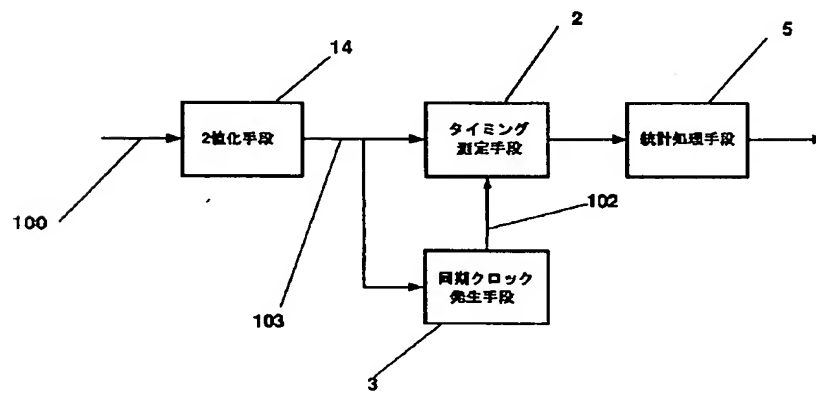 2
5
14
2値化手段
タイミング
測定手段
統計処理手段
100
102
同期クロック
発生手段
103
3